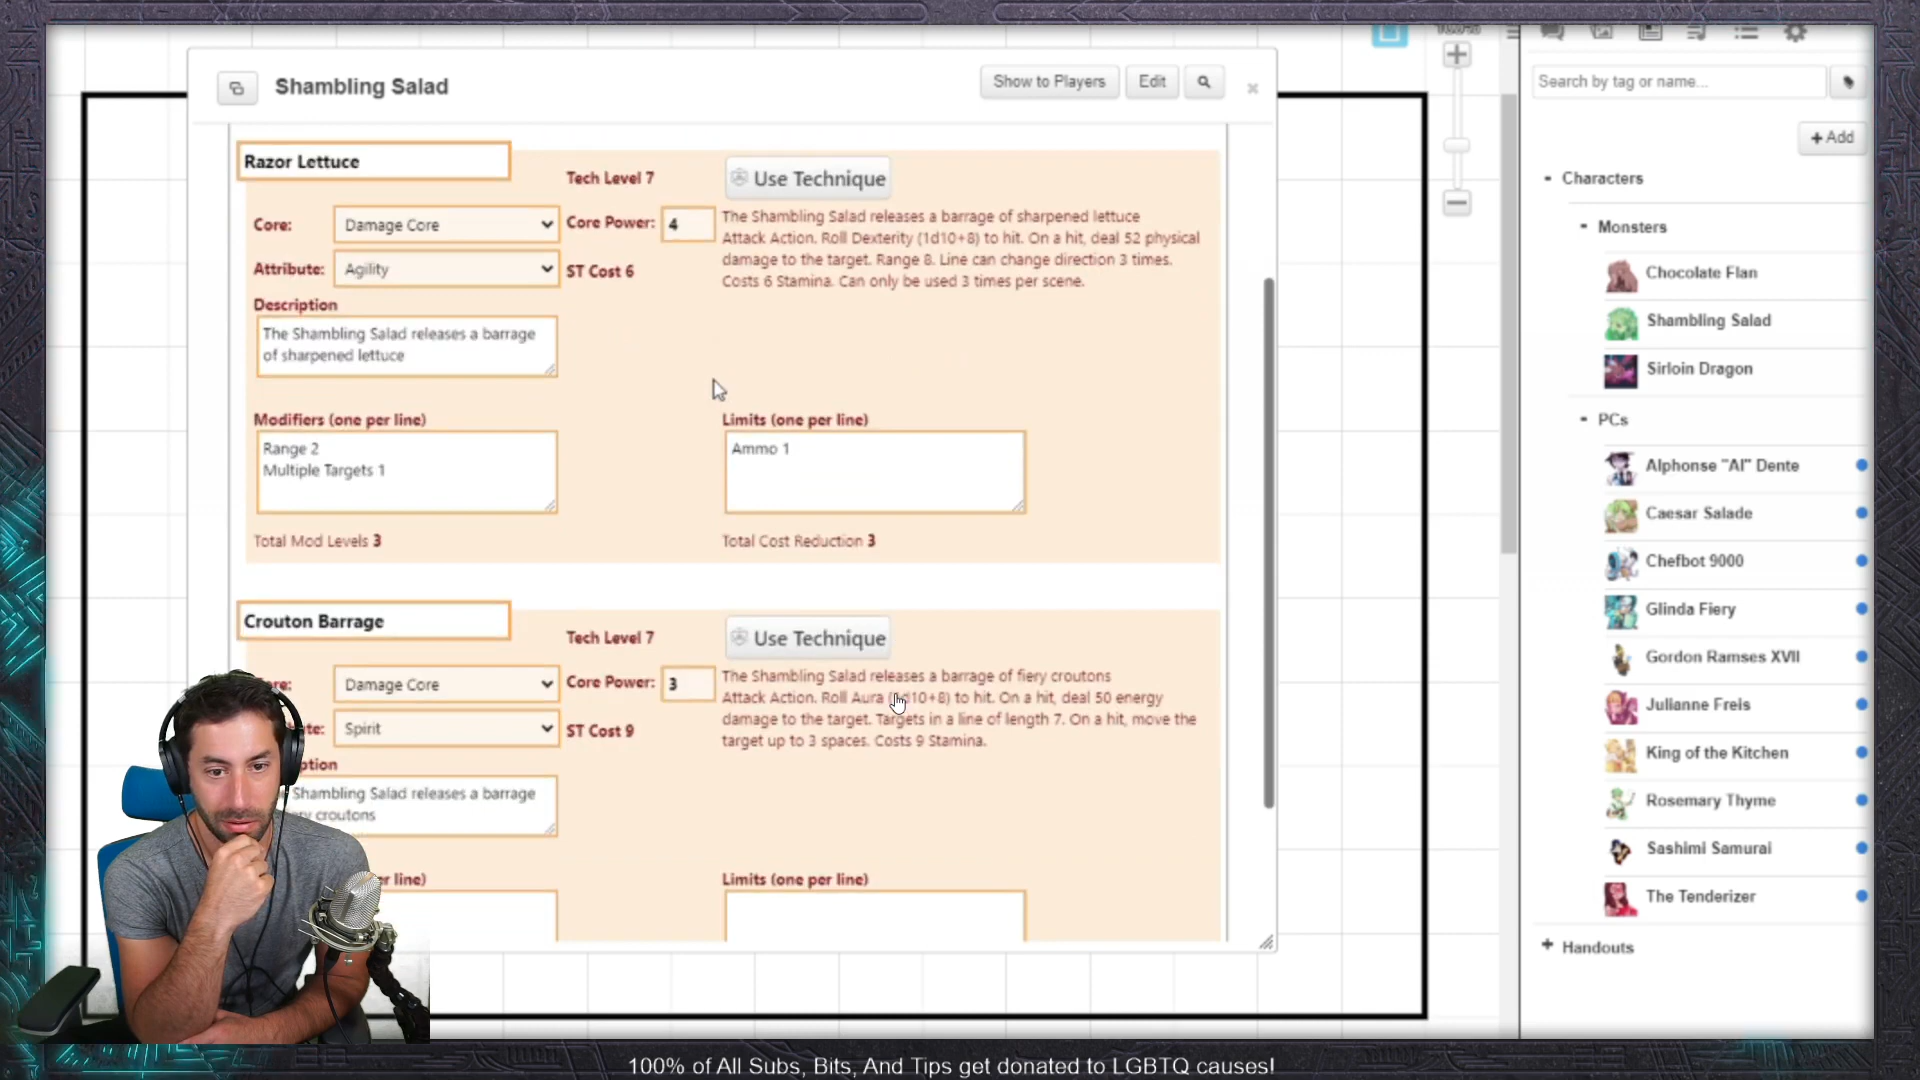 Shambling Salad
Show to Players
Edit
Search by tag or name...
+ Add
Razor Lettuce
Tech Level 7
Use Technique
Core:
Damage Core
Core Power:
4
Attribute:
Agility
ST Cost 6
The Shambling Salad releases a barrage of sharpened lettuce
Attack Action. Roll Dexterity (1d10+8) to hit. On a hit, deal 52 physical
damage to the target. Range 8. Line can change direction 3 times.
Costs 6 Stamina. Can only be used 3 times per scene.
Description
The Shambling Salad releases a barrage
of sharpened lettuce
Modifiers (one per line)
Range 2
Multiple Targets 1
Limits (one per line)
Ammo 1
Total Mod Levels 3
Total Cost Reduction 3
Crouton Barrage
Tech Level 7
Use Technique
Damage Core
Core Power:
3
Spirit
ST Cost 9
The Shambling Salad releases a barrage of fiery croutons
Attack Action. Roll Aura d10+8) to hit. On a hit, deal 50 energy
damage to the target. Targets in a line of length 7. On a hit, move the
target up to 3 spaces. Costs 9 Stamina.
ption
Shambling Salad releases a barrage
croutons
line)
Limits (one per line)
- Characters
- Monsters
Chocolate Flan
Shambling Salad
Sirloin Dragon
- PCs
Alphonse "Al" Dente
Caesar Salade
Chefbot 9000
Glinda Fiery
Gordon Ramses XVII
Julianne Freis
King of the Kitchen
Rosemary Thyme
Sashimi Samurai
The Tenderizer
+ Handouts
100% of All Subs, Bits, And Tips get donated to LGBTQ causes!